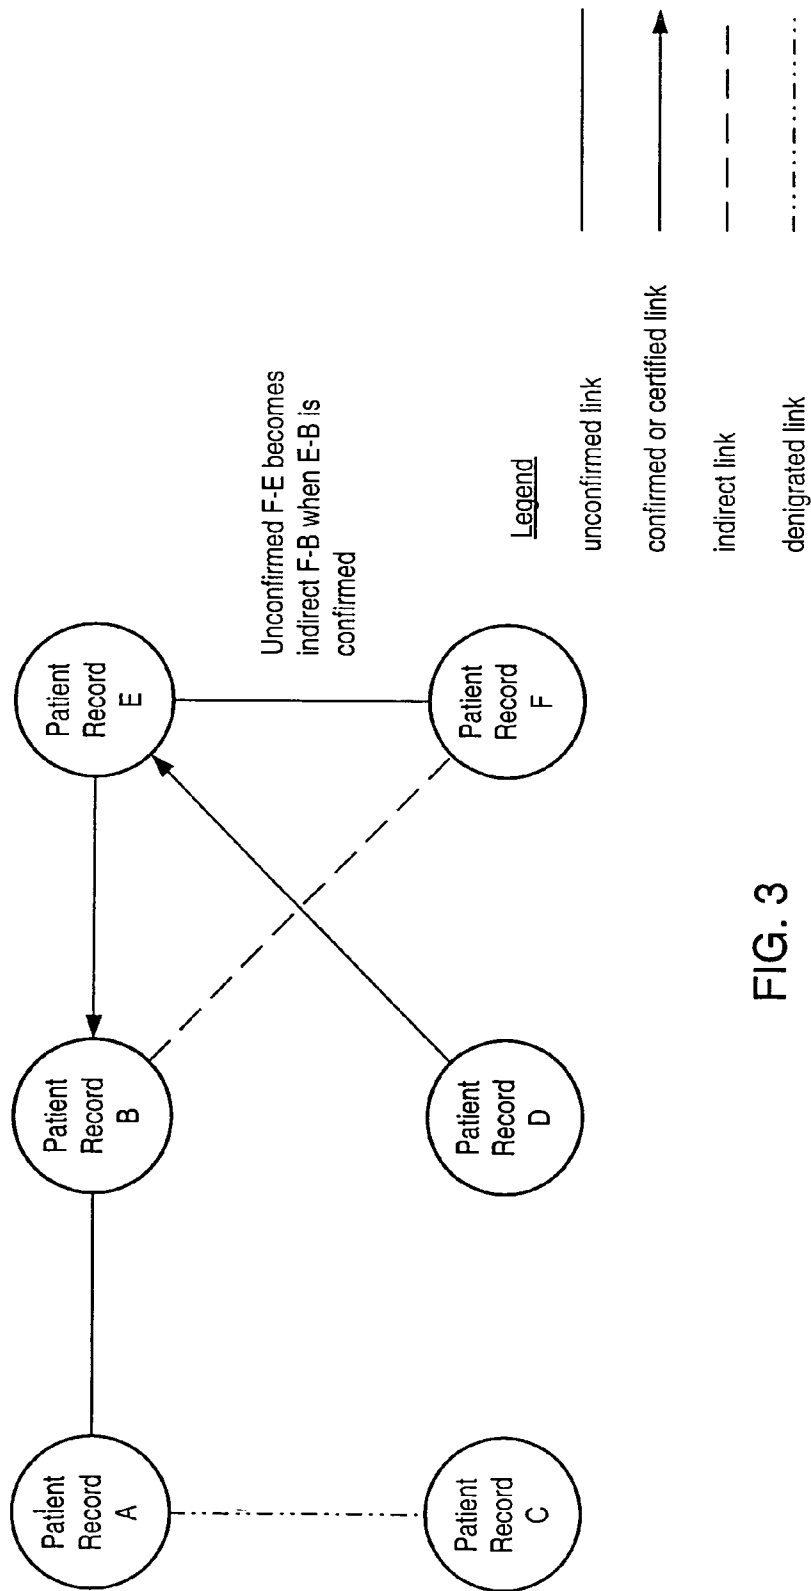 Patient
Record
A
Patient
Record
B
Patient
Record
E
Patient
Record
C
Patient
Record
D
Patient
Record
F
Unconfirmed F-E becomes
indirect F-B when E-B is
confirmed
Legend
unconfirmed link
confirmed or certified link
indirect link
denigrated link
FIG. 3